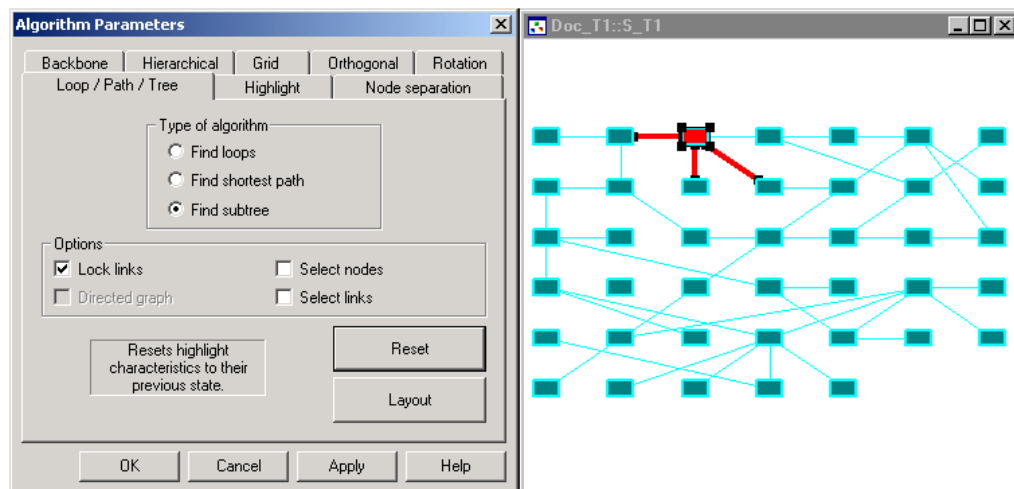 Algorithm Parameters
Backbone Hierarchical Grid Orthogonal Rotation
Loop / Path / Tree Highlight Node separation
Type of algorithm
Find loops
Find shortest path
Find subtree
Options
Lock links Select nodes
Directed graph Select links
Resets highlight
characteristics to their
previous state.
Reset
Layout
OK Cancel Apply Help
Doc_T1::S_T1